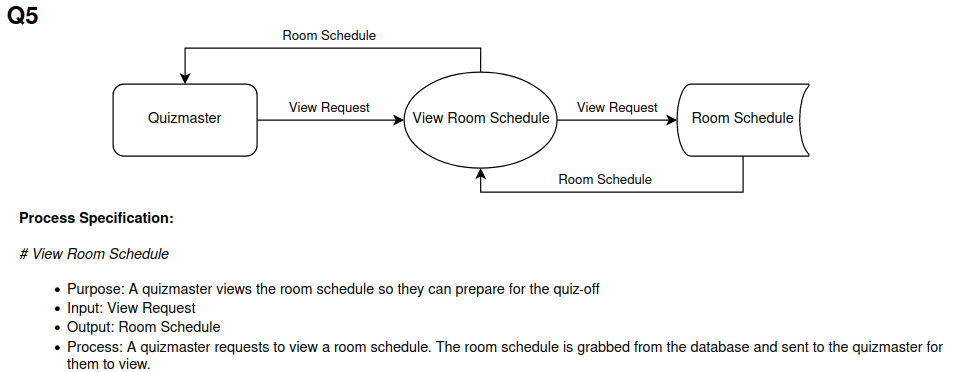 Q5
Room Schedule
Quizmaster
View Request
View Room Schedule
View Request
Room Schedule
Room Schedule
Process Specification:
# View Room Schedule
• Purpose: A quizmaster views the room schedule so they can prepare for the quiz-off
• Input: View Request
• Output: Room Schedule
• Process: A quizmaster requests to view a room schedule. The room schedule is grabbed from the database and sent to the quizmaster for
them to view.